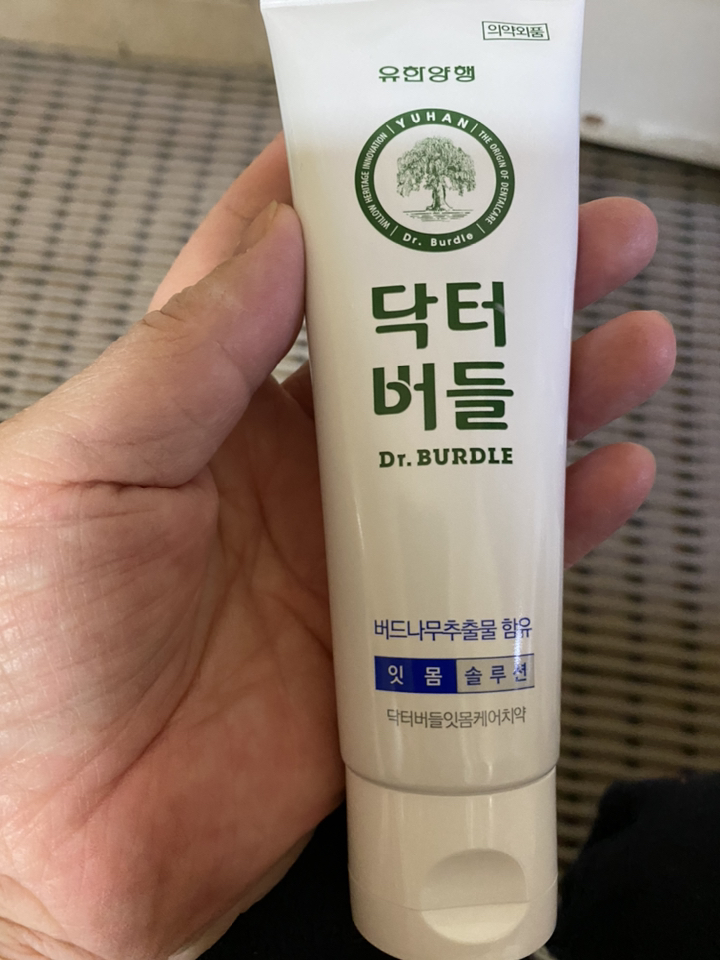 의약외품
유한양행
YUHAN
WILLOW HERITAGE INNOVATION
THE ORIGIN OF DENTALCARE
Dr. Burdle
닥터
버들
Dr. BURDLE
버드나무추출물 함유
잇몸 솔루션
닥터버들잇몸케어치약